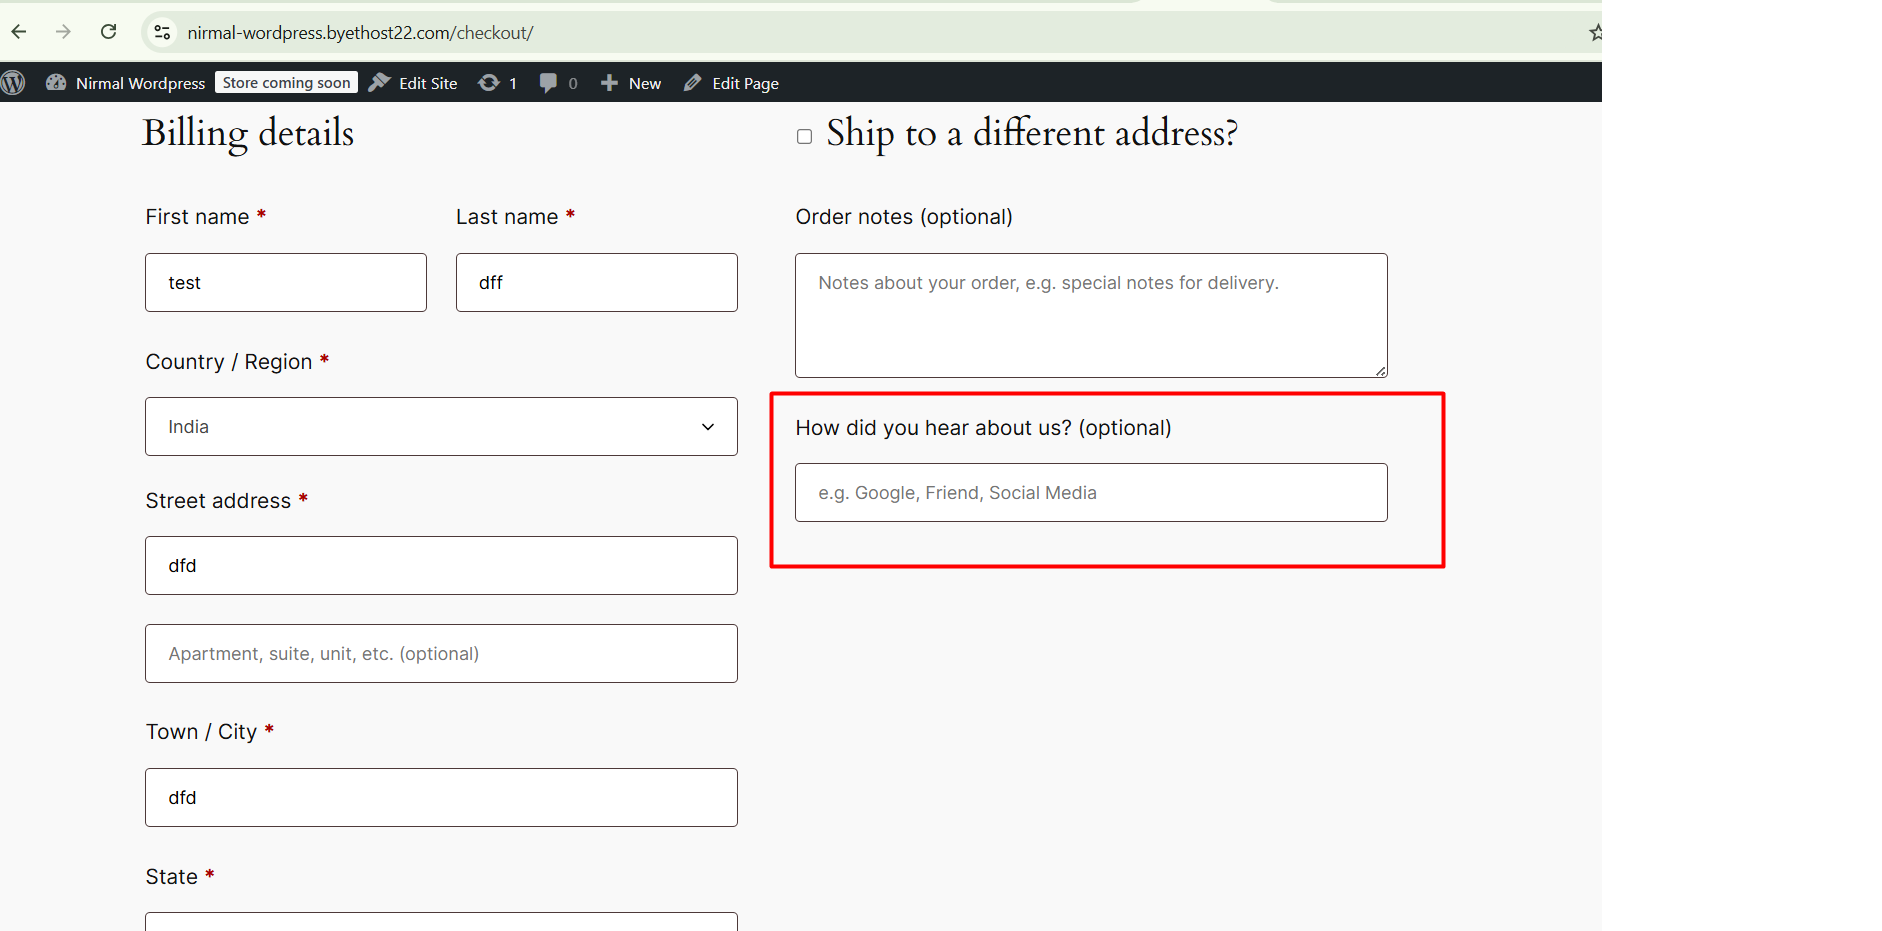 nirmal-wordpress.byethost22.com/checkout/
Nirmal Wordpress Store coming soon Edit Site 1 0 New Edit Page
Billing details
First name * Last name *
test dff
Country / Region *
India
Street address *
dfd
Apartment, suite, unit, etc. (optional)
Town / City *
dfd
State *
Ship to a different address?
Order notes (optional)
Notes about your order, e.g. special notes for delivery.
How did you hear about us? (optional)
e.g. Google, Friend, Social Media